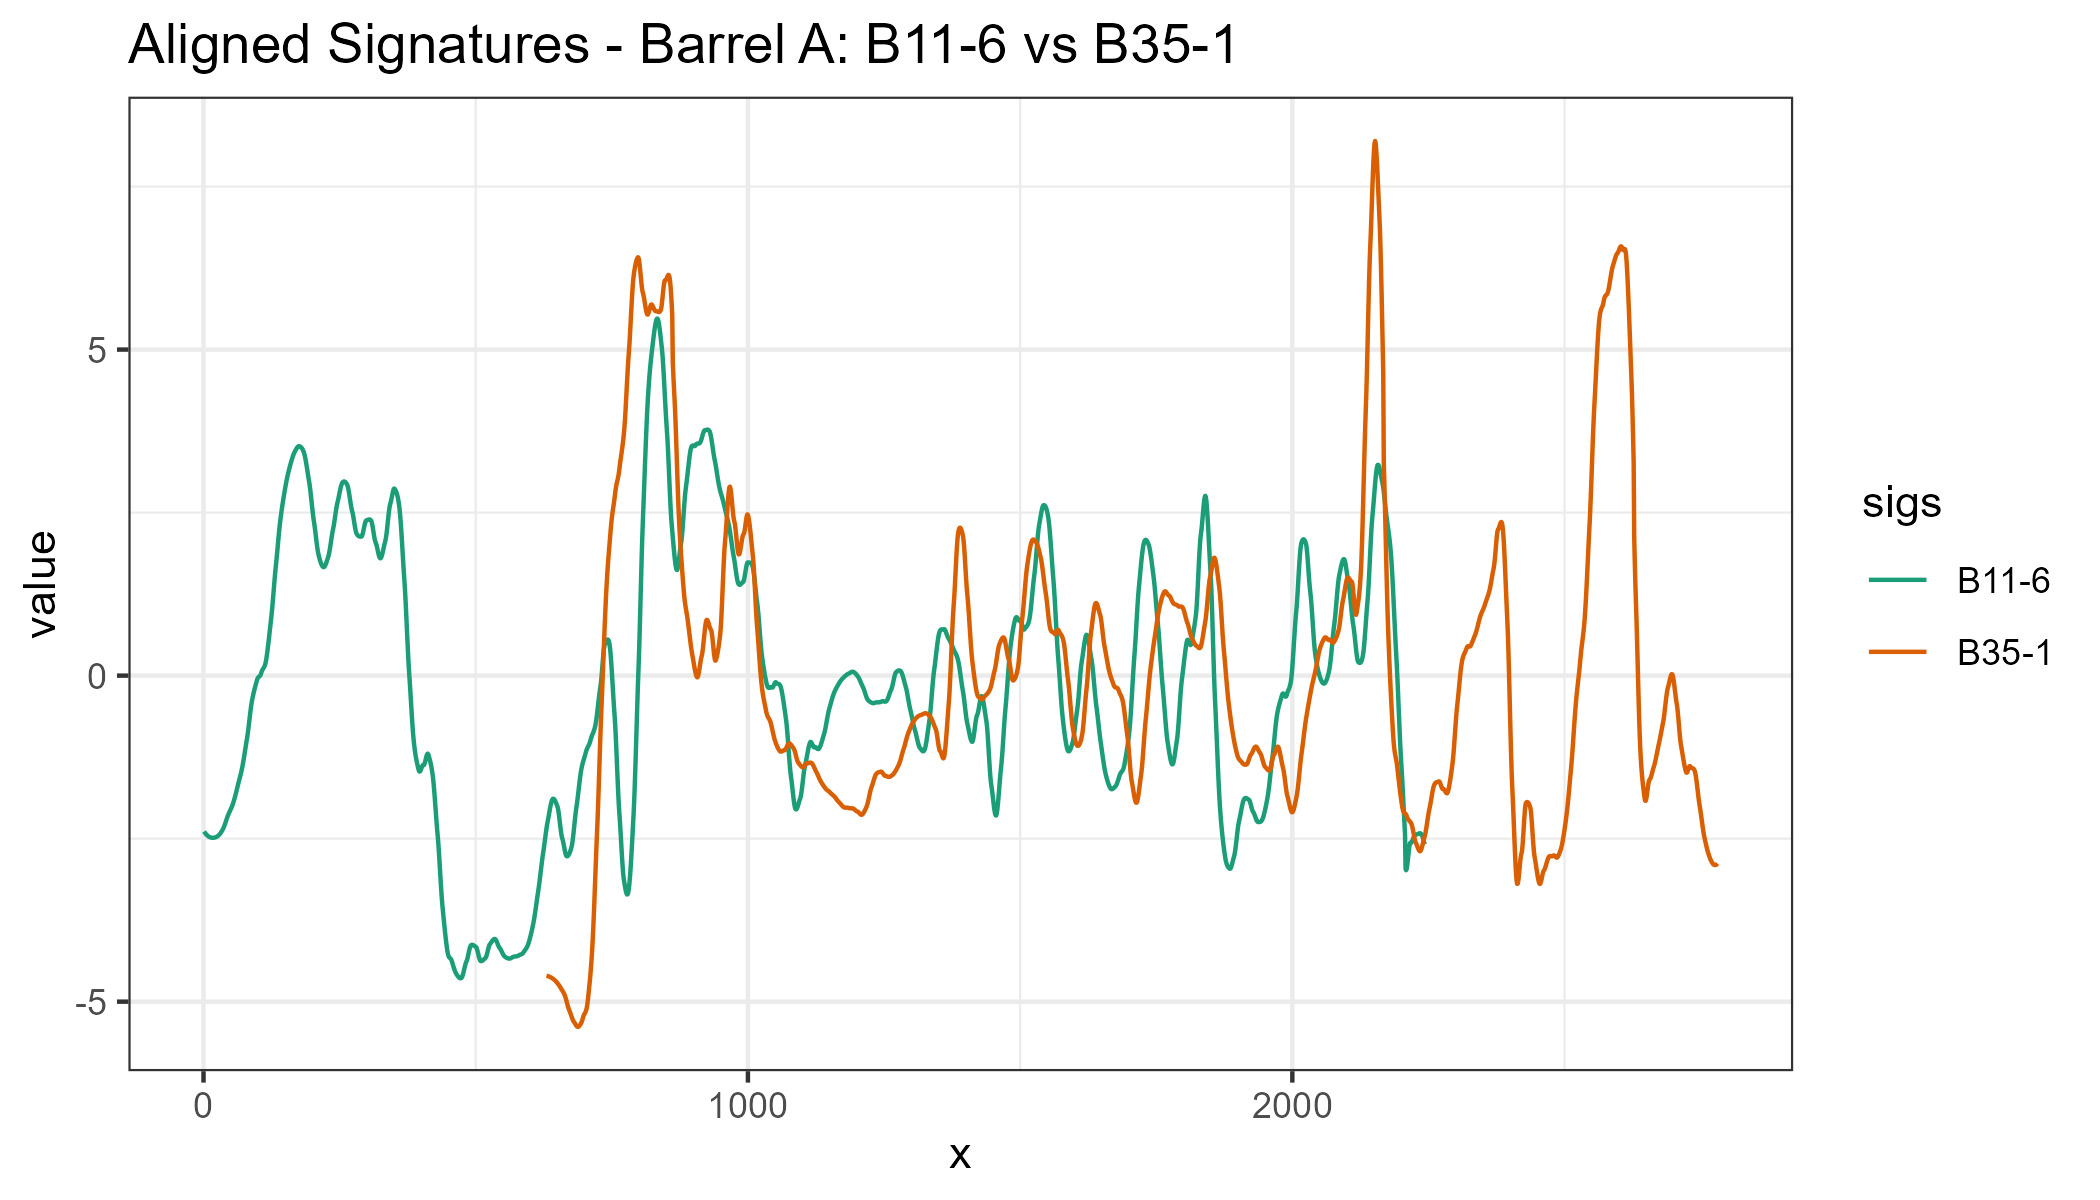 Aligned Signatures - Barrel A: B11-6 vs B35-1
value
5
0
-5
0 1000 2000
x
sigs
B11-6
B35-1